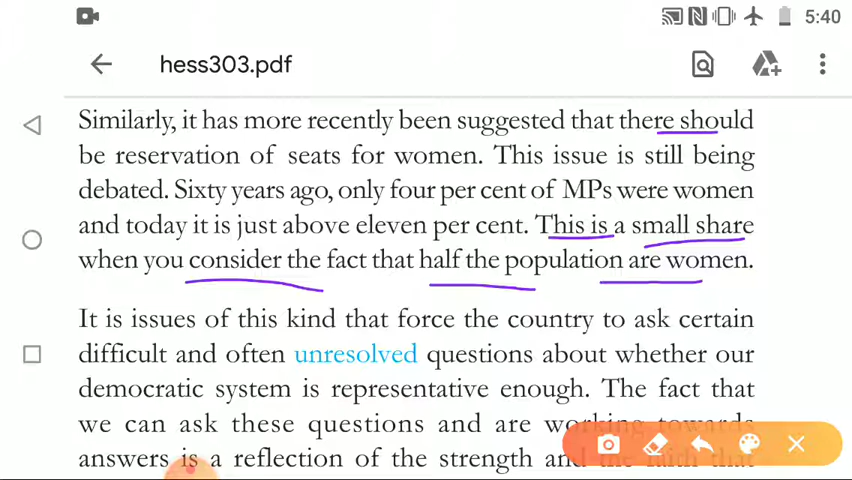 5:40
hess303.pdf
Similarly, it has more recently been suggested that there should
be reservation of seats for women. This issue is still being
debated. Sixty years ago, only four per cent of MPs were women
and today it is just above eleven per cent. This is a small share
when you consider the fact that half the population are women.
It is issues of this kind that force the country to ask certain
difficult and often unresolved questions about whether our
democratic system is representative enough. The fact that
we can ask these questions and are working towards
answers is a reflection of the strength and the faith that